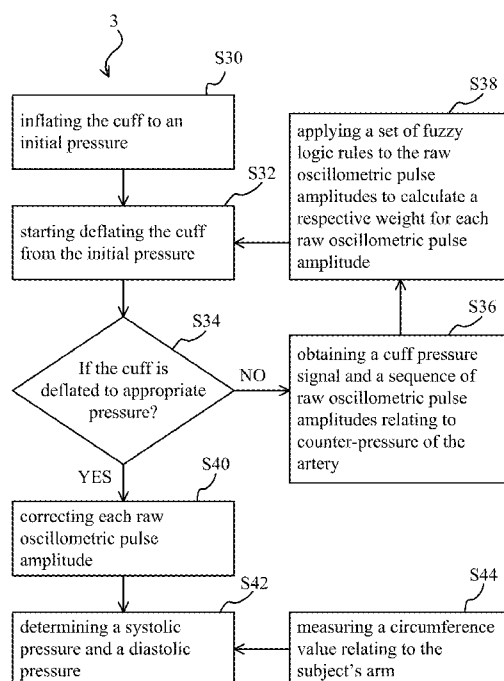 3
S30
inflating the cuff to an
initial pressure
S32
starting deflating the cuff
from the initial pressure
S34
If the cuff is
deflated to appropriate
pressure?
NO
YES
S36
obtaining a cuff pressure
signal and a sequence of
raw oscillometric pulse
amplitudes relating to
counter-pressure of the
artery
S38
applying a set of fuzzy
logic rules to the raw
oscillometric pulse
amplitudes to calculate a
respective weight for each
raw oscillometric pulse
amplitude
S40
correcting each raw
oscillometric pulse
amplitude
S42
determining a systolic
pressure and a diastolic
pressure
S44
measuring a circumference
value relating to the
subject's arm